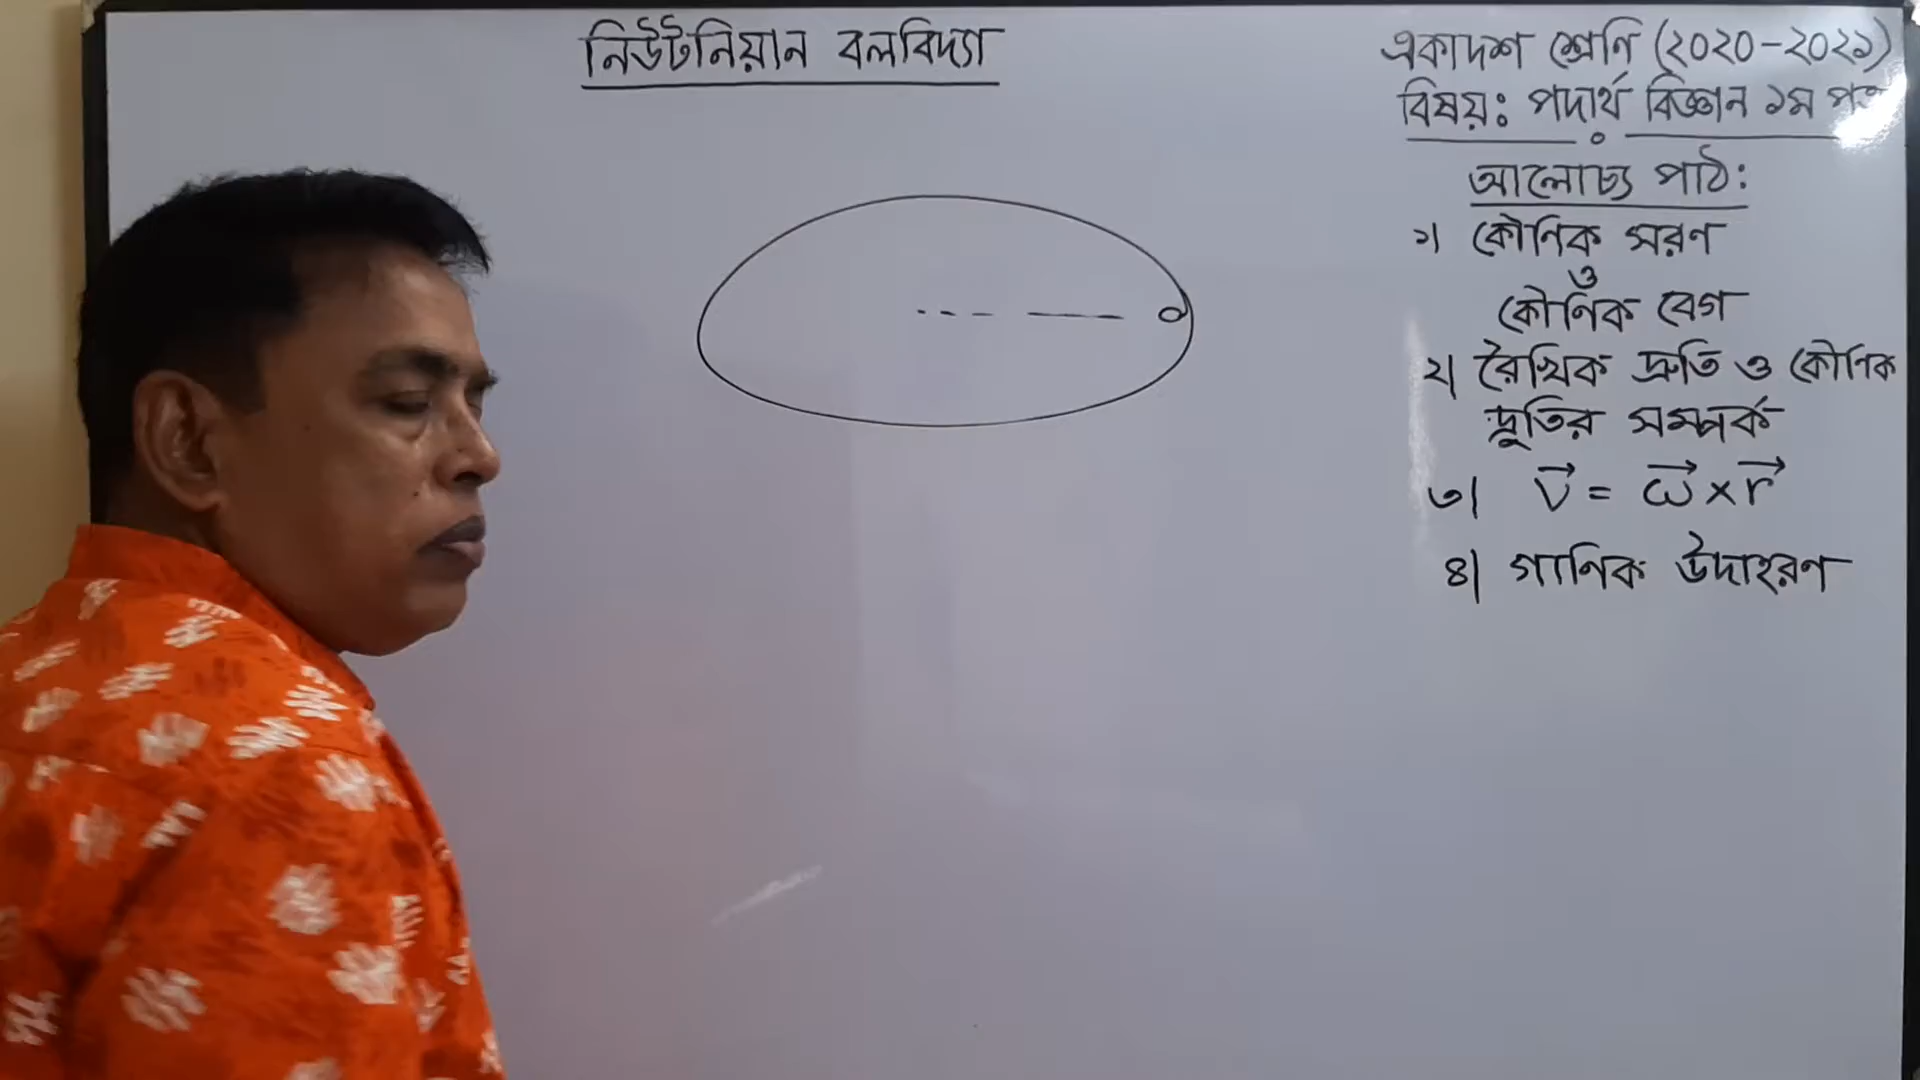 নিউটনিয়ান বলবিদ্যা
একাদশ শ্রেণি (২০২০-২০২১)
বিষয়ঃ পদার্থ বিজ্ঞান ১ম পত্র
আলোচ্য পাঠ:
১। কৌণিক সরণ
ও
কৌণিক বেগ
২। রৈখিক দ্রুতি ও কৌণিক
দ্রুতির সম্পর্ক
৩। v⃗ = ω⃗ × r⃗
৪। গাণিক উদাহরণ